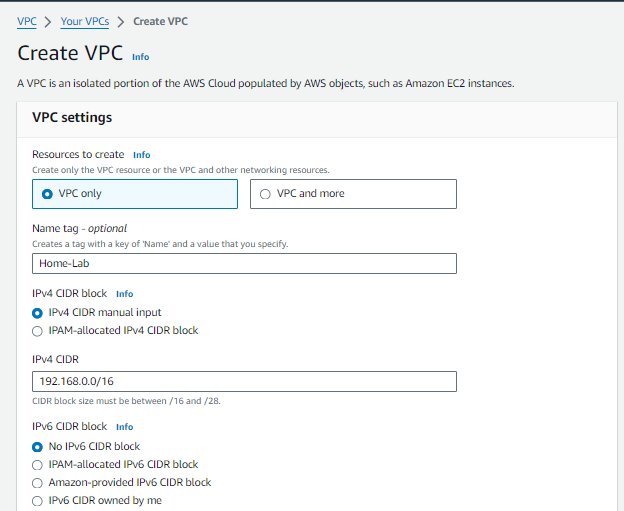 VPC > Your VPCs > Create VPC
Create VPC Info
A VPC is an isolated portion of the AWS Cloud populated by AWS objects, such as Amazon EC2 instances.
VPC settings
Resources to create Info
Create only the VPC resource or the VPC and other networking resources.
VPC only
VPC and more
Name tag - optional
Creates a tag with a key of 'Name' and a value that you specify.
Home-Lab
IPv4 CIDR block Info
IPv4 CIDR manual input
IPAM-allocated IPv4 CIDR block
IPv4 CIDR
192.168.0.0/16
CIDR block size must be between /16 and /28.
IPv6 CIDR block Info
No IPv6 CIDR block
IPAM-allocated IPv6 CIDR block
Amazon-provided IPv6 CIDR block
IPv6 CIDR owned by me